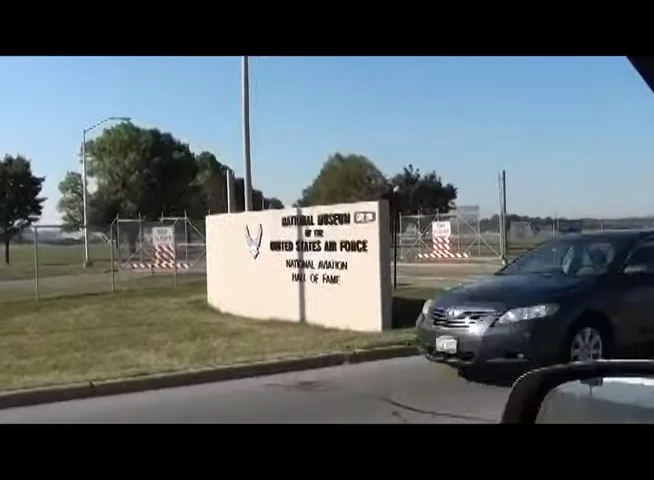 NATIONAL MUSEUM
OF THE
UNITED STATES AIR FORCE
NATIONAL AVIATION
HALL OF FAME